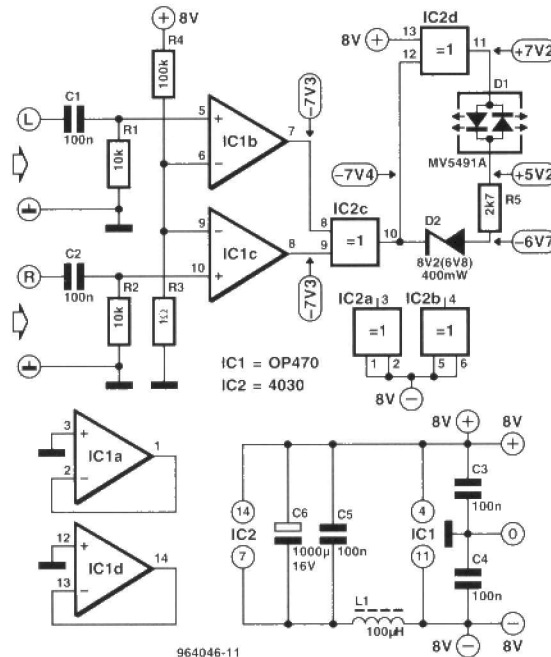 8V
R4
100k
C1
L
100n
R1
10k
5
6
7
IC1b
-7V3
8V
13
12
IC2d
=1
11
+7V2
D1
MV5491A
-7V4
+5V2
R5
2k7
IC2c
8
9
=1
10
D2
8V2(6V8)
400mW
-6V7
9
10
8
IC1c
-7V3
C2
R
100n
R2
10k
R3
1Ω
IC1 = OP470
IC2 = 4030
IC2a
3
=1
1
2
IC2b
4
=1
5
6
8V
3
2
1
IC1a
12
13
14
IC1d
8V
8V
14
IC2
7
C6
1000µ
16V
C5
100n
4
IC1
11
C3
100n
0
C4
100n
L1
100µH
8V
8V
964046-11